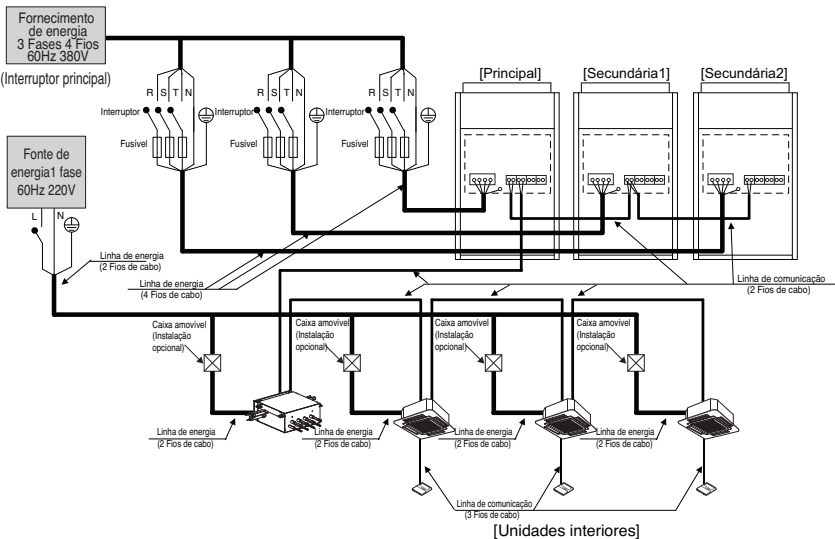 Fornecimento
de energia
3 Fases 4 Fios
60Hz 380V
(Interruptor principal)
R S T N
R S T N
R S T N
Interruptor
Interruptor
Interruptor
Fusível
Fusível
Fusível
[Principal]
[Secundária1]
[Secundária2]
Fonte de
energia1 fase
60Hz 220V
L N
Linha de energia
(2 Fios de cabo)
Linha de energia
(4 Fios de cabo)
Linha de comunicação
(2 Fios de cabo)
Caixa amovivel
(Instalação
opcional)
Caixa amovivel
(Instalação
opcional)
Caixa amovivel
(Instalação
opcional)
Caixa amovivel
(Instalação
opcional)
Linha de energia
(2 Fios de cabo)
Linha de energia
(2 Fios de cabo)
Linha de energia
(2 Fios de cabo)
Linha de energia
(2 Fios de cabo)
Linha de comunicação
(3 Fios de cabo)
[Unidades interiores]